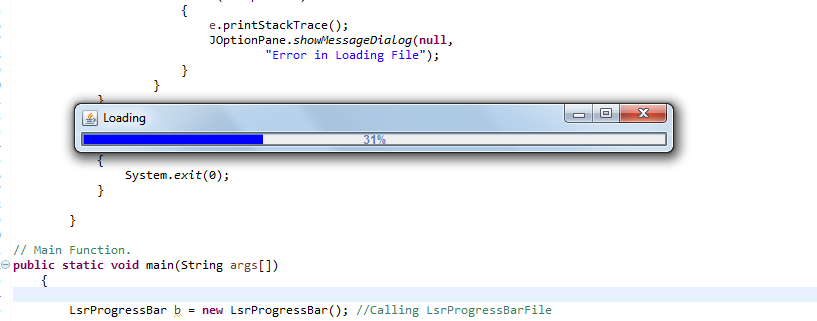 {
e.printStackTrace();
JOptionPane.showMessageDialog(null,
"Error in Loading File");
}
}
}
Loading
31%
{
System.exit(0);
}
}
// Main Function.
public static void main(String args[])
{
LsrProgressBar b = new LsrProgressBar(); //Calling LsrProgressBarFile